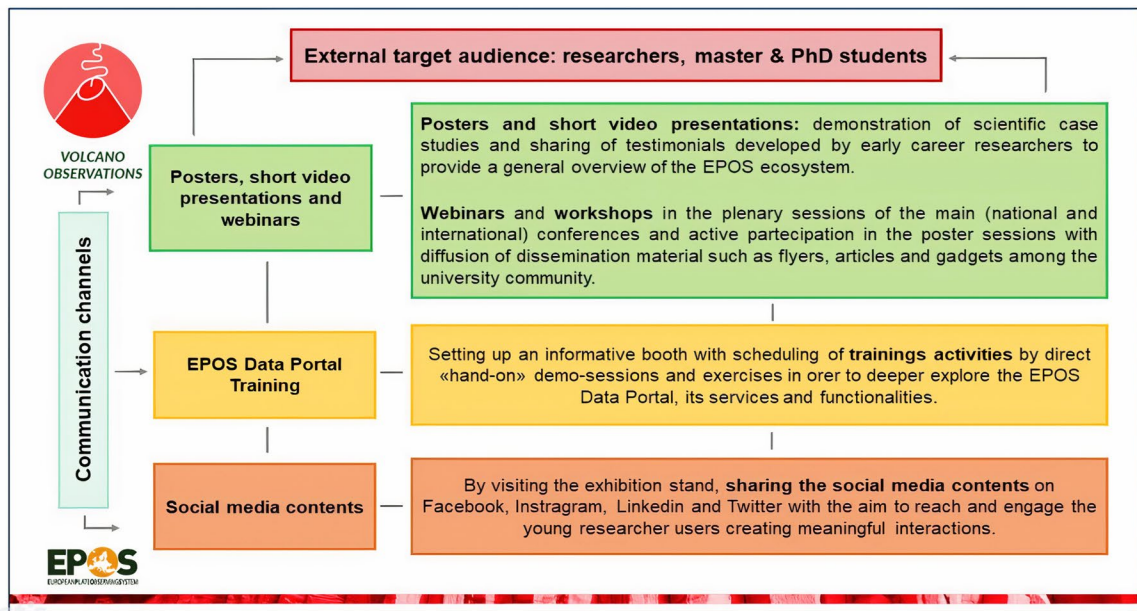 External target audience: researchers, master & PhD students
VOLCANO
OBSERVATIONS
Communication channels
Posters, short video
presentations and
webinars
Posters and short video presentations: demonstration of scientific case
studies and sharing of testimonials developed by early career researchers to
provide a general overview of the EPOS ecosystem.
Webinars and workshops in the plenary sessions of the main (national and
international) conferences and active partecipation in the poster sessions with
diffusion of dissemination material such as flyers, articles and gadgets among the
university community.
EPOS Data Portal
Training
Setting up an informative booth with scheduling of trainings activities by direct
«hand-on» demo-sessions and exercises in orer to deeper explore the EPOS
Data Portal, its services and functionalities.
Social media contents
By visiting the exhibition stand, sharing the social media contents on
Facebook, Instragram, Linkedin and Twitter with the aim to reach and engage the
young researcher users creating meaningful interactions.
EPOS
EUROPEANPLATEOBSERVINGSYSTEM